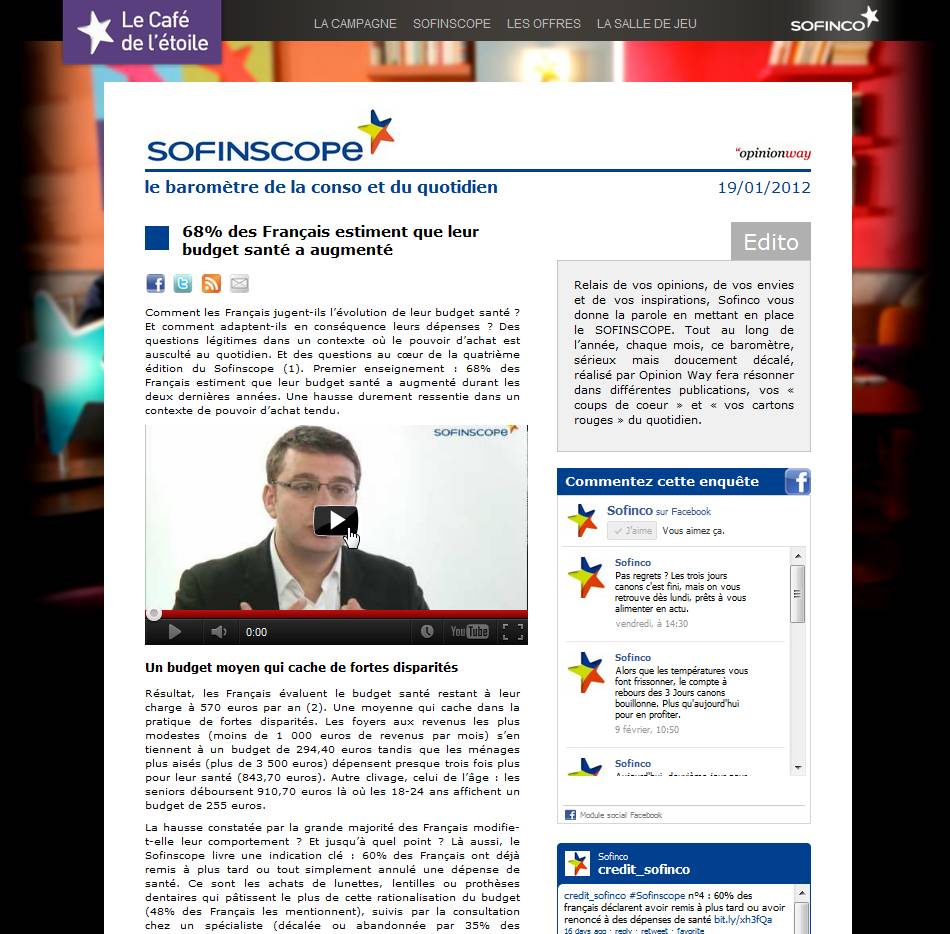 Le Café
de l'étoile
LA CAMPAGNE SOFINSCOPE LES OFFRES LA SALLE DE JEU
SOFINCO
SOFINSCOPE
“opinionway
le baromètre de la conso et du quotidien
19/01/2012
68% des Français estiment que leur
budget santé a augmenté
Comment les Français jugent-ils l’évolution de leur budget santé ?
Et comment adaptent-ils en conséquence leurs dépenses ? Des
questions légitimes dans un contexte où le pouvoir d’achat est
ausculté au quotidien. Et des questions au cœur de la quatrième
édition du Sofinscope (1). Premier enseignement : 68% des
Français estiment que leur budget santé a augmenté durant les
deux dernières années. Une hausse durement ressentie dans un
contexte de pouvoir d’achat tendu.
SOFINSCOPE
0:00
YouTube
Un budget moyen qui cache de fortes disparités
Résultat, les Français évaluent le budget santé restant à leur
charge à 570 euros par an (2). Une moyenne qui cache dans la
pratique de fortes disparités. Les foyers aux revenus les plus
modestes (moins de 1 000 euros de revenus par mois) s’en
tiennent à un budget de 294,40 euros tandis que les ménages
plus aisés (plus de 3 500 euros) dépensent presque trois fois plus
pour leur santé (843,70 euros). Autre clivage, celui de l’âge : les
seniors déboursent 910,70 euros là où les 18-24 ans affichent un
budget de 255 euros.
La hausse constatée par la grande majorité des Français modifie-
t-elle leur comportement ? Et jusqu’à quel point ? Là aussi, le
Sofinscope livre une indication clé : 60% des Français ont déjà
remis à plus tard ou tout simplement annulé une dépense de
santé. Ce sont les achats de lunettes, lentilles ou prothèses
dentaires qui pâtissent le plus de cette rationalisation du budget
(48% des Français les mentionnent), suivis par la consultation
chez un spécialiste (décalée ou abandonnée par 35% des
Edito
Relais de vos opinions, de vos envies
et de vos inspirations, Sofinco vous
donne la parole en mettant en place
le SOFINSCOPE. Tout au long de
l’année, chaque mois, ce baromètre,
sérieux mais doucement décalé,
réalisé par Opinion Way fera résonner
dans différentes publications, vos «
coups de coeur » et « vos cartons
rouges » du quotidien.
Commentez cette enquête
Sofinco sur Facebook
J'aime Vous aimez ça.
Sofinco
Pas regrets ? Les trois jours
canons c'est fini, mais on vous
retrouve dès lundi, prêts à vous
alimenter en actu.
vendredi, à 14:30
Sofinco
Alors que les températures vous
font frissonner, le compte à
rebours des 3 Jours canons
bouillonne. Plus qu'aujourd'hui
pour en profiter.
9 février, 10:50
Sofinco
Aujourd'hui, deuxième jour pour
Module social Facebook
Sofinco
credit_sofinco
credit_sofinco #Sofinscope n°4 : 60% des
français déclarent avoir remis à plus tard ou avoir
renoncé à des dépenses de santé bit.ly/xh3fQa
16 days ago · reply · retweet · favorite